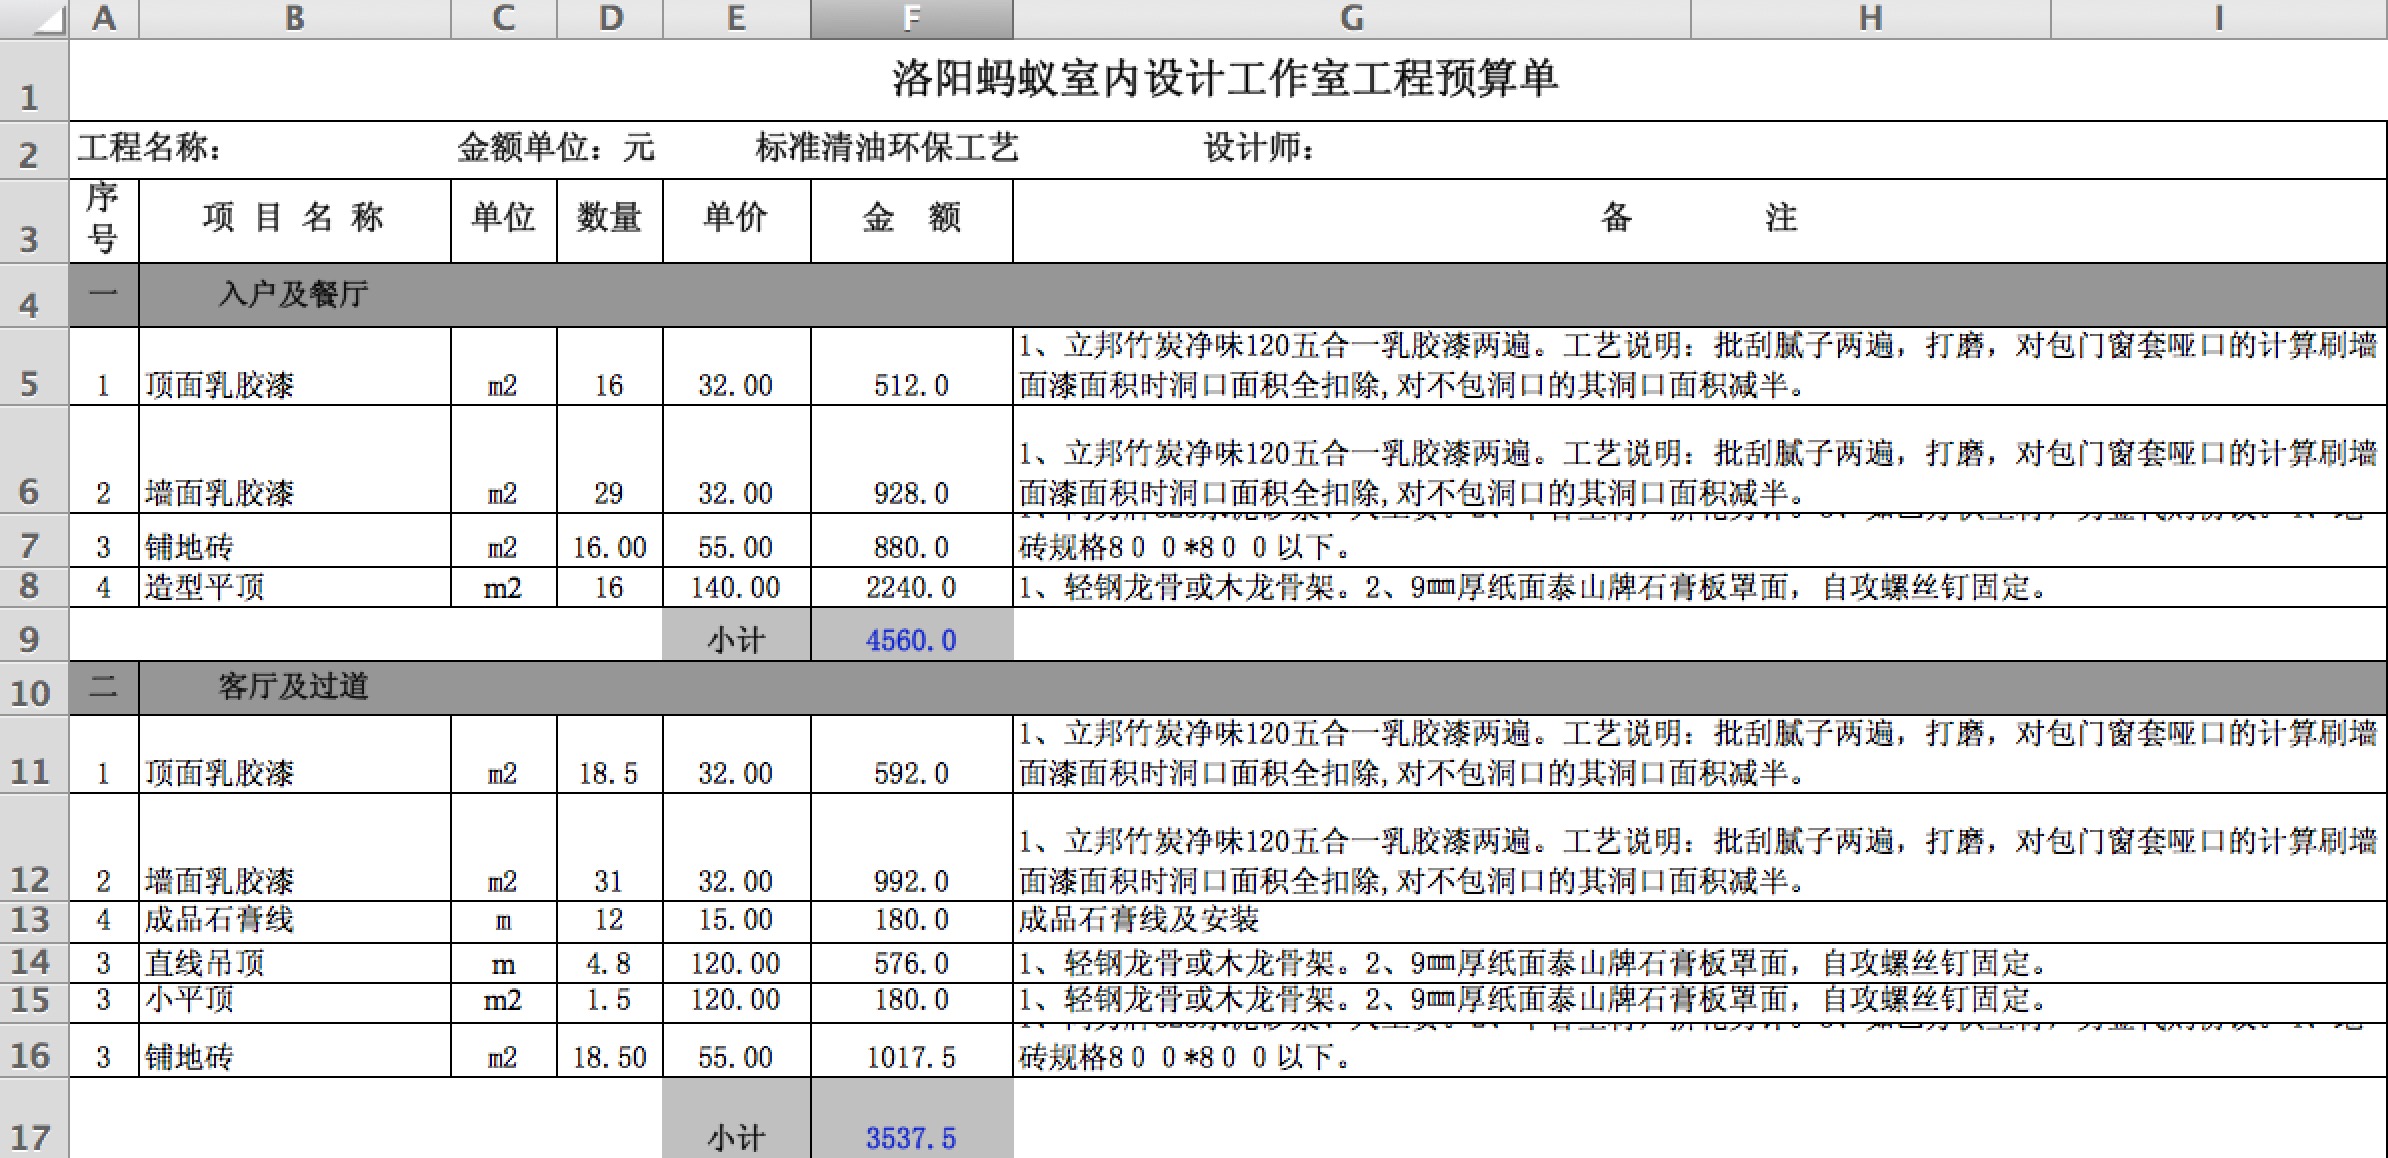 A B C D E F G H I
1 洛阳蚂蚁室内设计工作室工程预算单
2 工程名称： 金额单位：元 标准清油环保工艺 设计师：
3 序号 项目名称 单位 数量 单价 金额 备注
4 一 入户及餐厅
1、立邦竹炭净味120五合一乳胶漆两遍。工艺说明：批刮腻子两遍，打磨，对包门窗套哑口的计算刷墙
5 1 顶面乳胶漆 m2 16 32.00 512.0 面漆面积时洞口面积全扣除,对不包洞口的其洞口面积减半。
1、立邦竹炭净味120五合一乳胶漆两遍。工艺说明：批刮腻子两遍，打磨，对包门窗套哑口的计算刷墙
6 2 墙面乳胶漆 m2 29 32.00 928.0 面漆面积时洞口面积全扣除,对不包洞口的其洞口面积减半。
7 3 铺地砖 m2 16.00 55.00 880.0 砖规格800*800以下。
8 4 造型平顶 m2 16 140.00 2240.0 1、轻钢龙骨或木龙骨架。2、9㎜厚纸面泰山牌石膏板罩面，自攻螺丝钉固定。
9 小计 4560.0
10 二 客厅及过道
1、立邦竹炭净味120五合一乳胶漆两遍。工艺说明：批刮腻子两遍，打磨，对包门窗套哑口的计算刷墙
11 1 顶面乳胶漆 m2 18.5 32.00 592.0 面漆面积时洞口面积全扣除,对不包洞口的其洞口面积减半。
1、立邦竹炭净味120五合一乳胶漆两遍。工艺说明：批刮腻子两遍，打磨，对包门窗套哑口的计算刷墙
12 2 墙面乳胶漆 m2 31 32.00 992.0 面漆面积时洞口面积全扣除,对不包洞口的其洞口面积减半。
13 4 成品石膏线 m 12 15.00 180.0 成品石膏线及安装
14 3 直线吊顶 m 4.8 120.00 576.0 1、轻钢龙骨或木龙骨架。2、9㎜厚纸面泰山牌石膏板罩面，自攻螺丝钉固定。
15 3 小平顶 m2 1.5 120.00 180.0 1、轻钢龙骨或木龙骨架。2、9㎜厚纸面泰山牌石膏板罩面，自攻螺丝钉固定。
16 3 铺地砖 m2 18.50 55.00 1017.5 砖规格800*800以下。
17 小计 3537.5